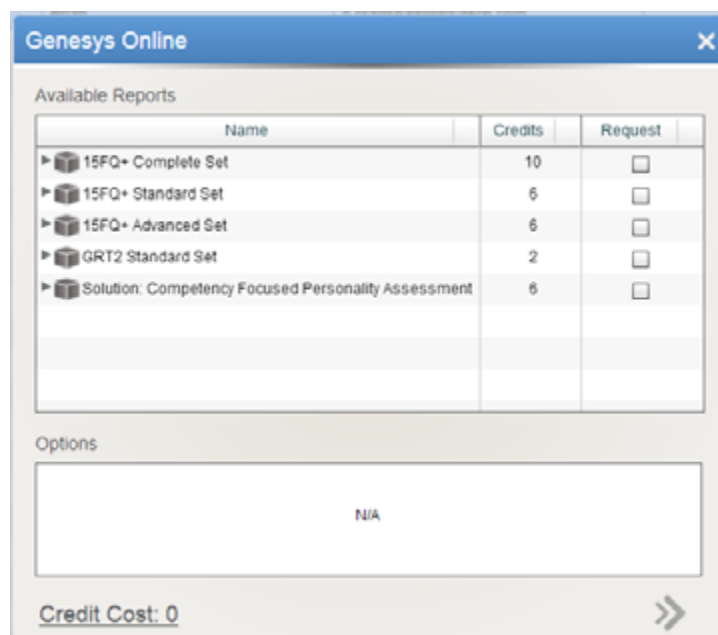 Genesys Online
Available Reports
Name Credits Request
15FQ+ Complete Set 10
15FQ+ Standard Set 6
15FQ+ Advanced Set 6
GRT2 Standard Set 2
Solution: Competency Focused Personality Assessment 6
Options
N/A
Credit Cost: 0